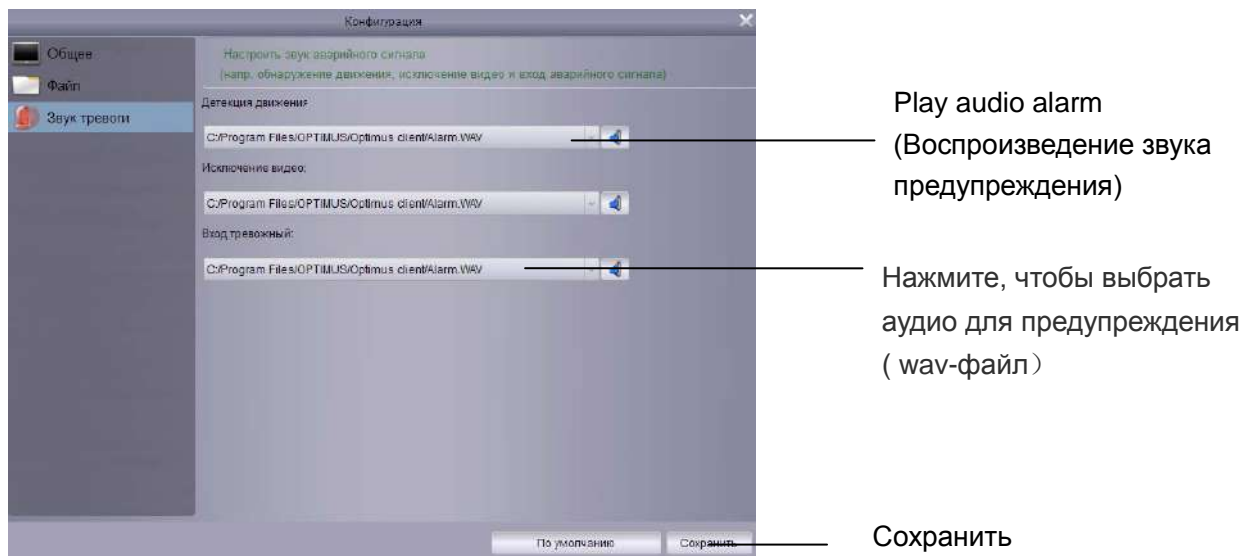 Конфигурация
Общее
Файл
Звук тревоги
Настроить звук аварийного сигнала
(напр. обнаружение движения, исключение видео и вход аварийного сигнала)
Детекция движения
C:/Program Files/OPTIMUS/Optimus client/Alarm.WAV
Исключение видео:
C:/Program Files/OPTIMUS/Optimus client/Alarm.WAV
Вход тревожный:
C:/Program Files/OPTIMUS/Optimus client/Alarm.WAV
По умолчанию
Сохранить
Play audio alarm
(Воспроизведение звука
предупреждения)
Нажмите, чтобы выбрать
аудио для предупреждения
( wav-файл）
Сохранить